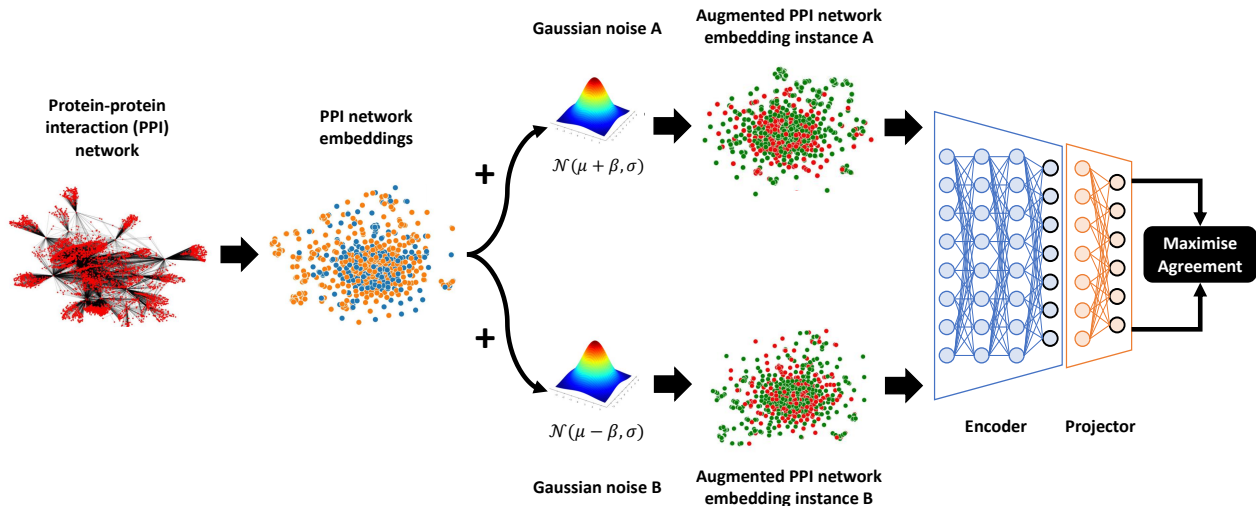 Protein-protein
interaction (PPI)
network
PPI network
embeddings
+
+
Gaussian noise A
𝒩(μ + β, σ)
Augmented PPI network
embedding instance A
𝒩(μ − β, σ)
Gaussian noise B
Augmented PPI network
embedding instance B
Encoder
Projector
Maximise
Agreement